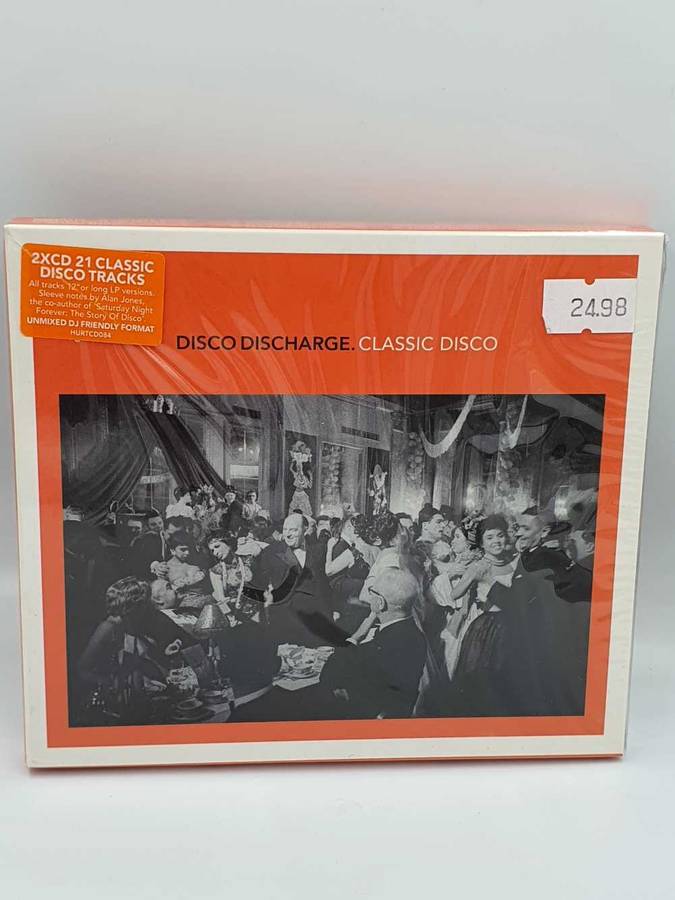 2XCD 21 CLASSIC
DISCO TRACKS
All tracks 12" or long LP versions.
Sleeve notes by Alan Jones,
the co-author of 'Saturday Night
Forever: The Story Of Disco'.
UNMIXED DJ FRIENDLY FORMAT
HURTCD084
24.98
DISCO DISCHARGE. CLASSIC DISCO